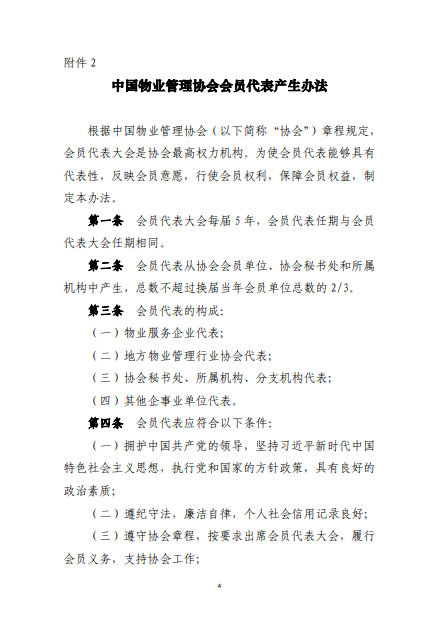 附件 2
中国物业管理协会会员代表产生办法
根据中国物业管理协会（以下简称“协会”）章程规定，
会员代表大会是协会最高权力机构。为使会员代表能够具有
代表性，反映会员意愿，行使会员权利，保障会员权益，制
定本办法。
第一条 会员代表大会每届 5 年，会员代表任期与会员
代表大会任期相同。
第二条 会员代表从协会会员单位、协会秘书处和所属
机构中产生，总数不超过换届当年会员单位总数的 2/3。
第三条 会员代表的构成：
（一）物业服务企业代表；
（二）地方物业管理行业协会代表；
（三）协会秘书处、所属机构、分支机构代表；
（四）其他企事业单位代表。
第四条 会员代表应符合以下条件：
（一）拥护中国共产党的领导，坚持习近平新时代中国
特色社会主义思想，执行党和国家的方针政策，具有良好的
政治素质；
（二）遵纪守法，廉洁自律，个人社会信用记录良好；
（三）遵守协会章程，按要求出席会员代表大会，履行
会员义务，支持协会工作；
4